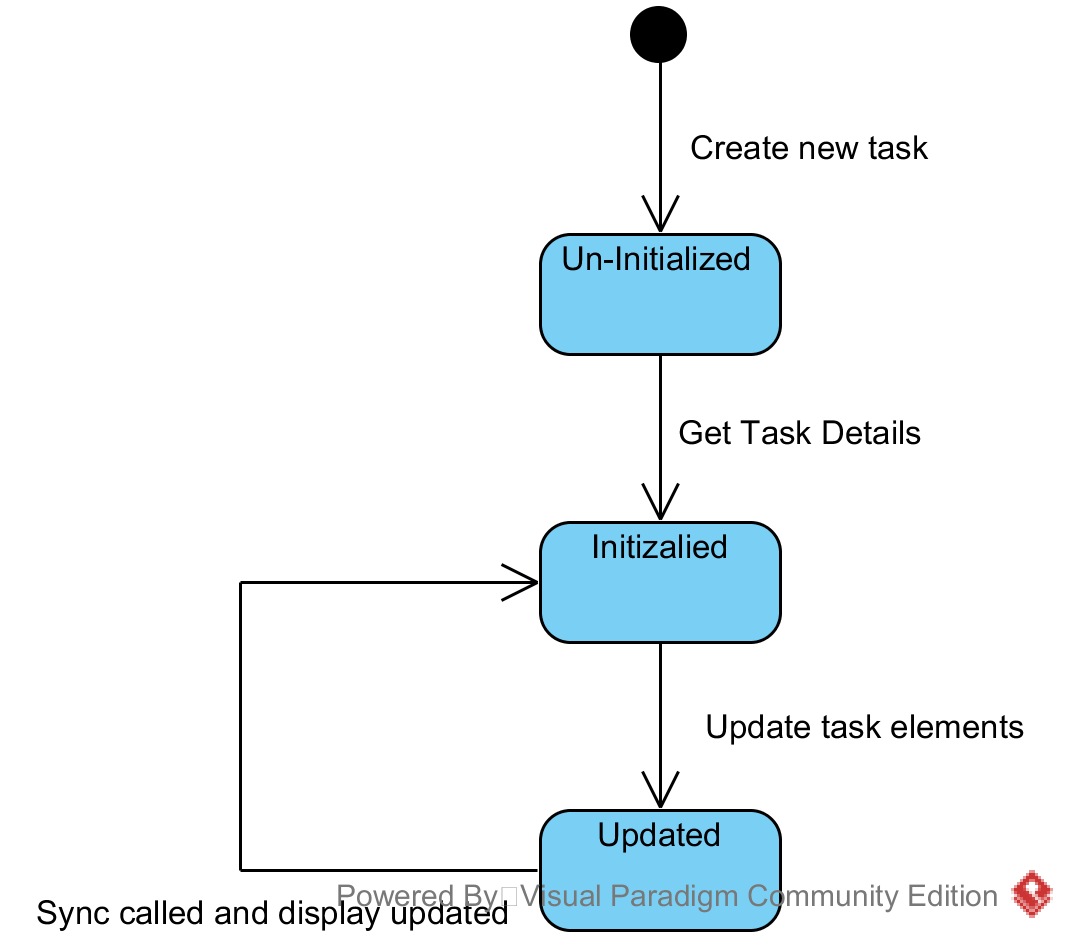 Create new task
Un-Initialized
Get Task Details
Initizalied
Update task elements
Updated
Powered By Visual Paradigm Community Edition
Sync called and display updated